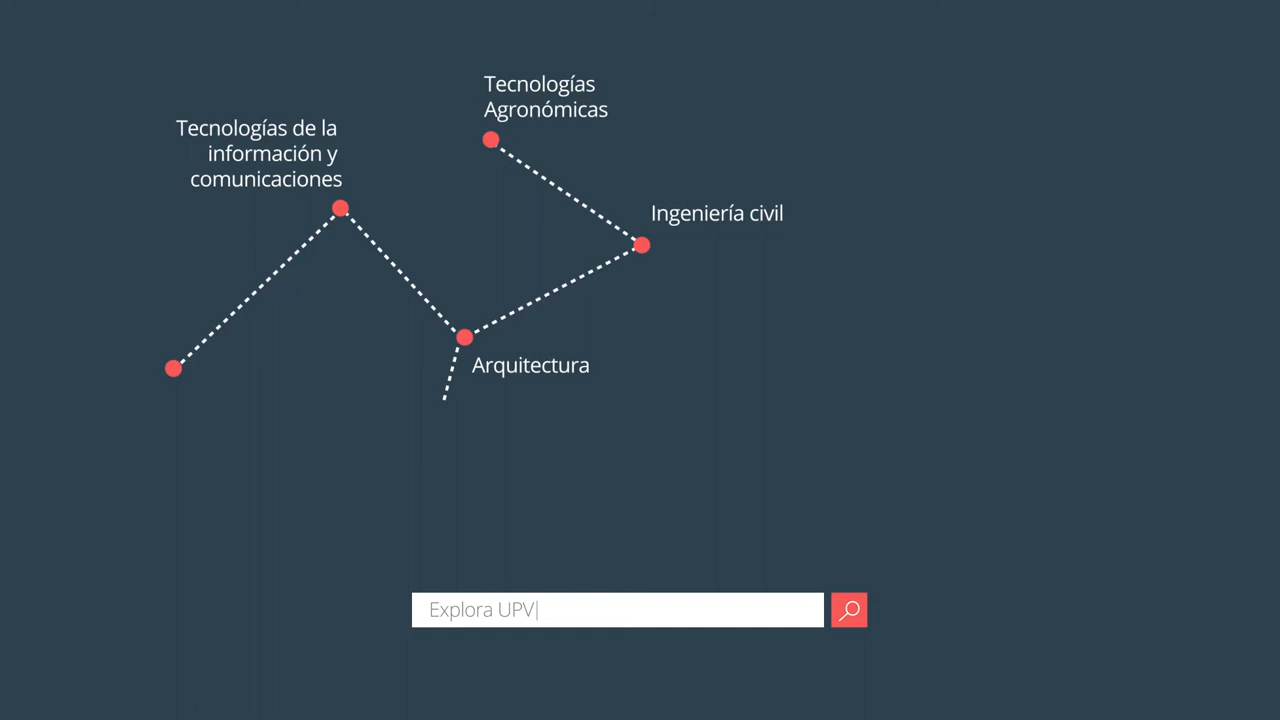 Tecnologías
Agronómicas
Tecnologías de la
información y
comunicaciones
Ingeniería civil
Arquitectura
Explora UPV